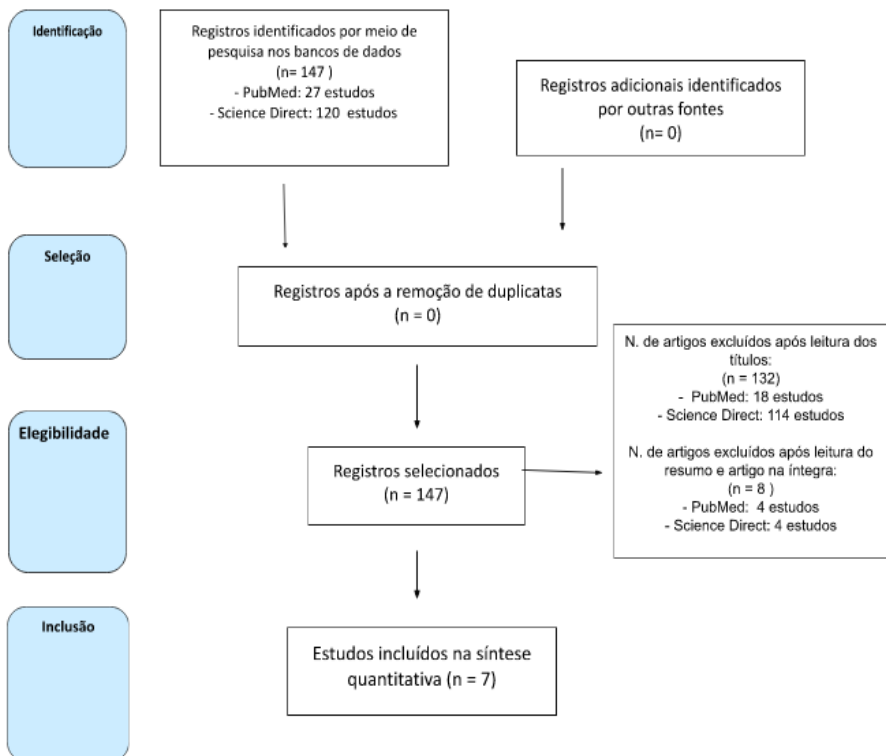 Identificação
Registros identificados por meio de
pesquisa nos bancos de dados
(n= 147 )
- PubMed: 27 estudos
- Science Direct: 120 estudos
Registros adicionais identificados
por outras fontes
(n= 0)
Seleção
Registros após a remoção de duplicatas
(n = 0)
N. de artigos excluídos após leitura dos
títulos:
(n = 132)
- PubMed: 18 estudos
- Science Direct: 114 estudos
N. de artigos excluídos após leitura do
resumo e artigo na íntegra:
(n = 8 )
- PubMed: 4 estudos
- Science Direct: 4 estudos
Elegibilidade
Registros selecionados
(n = 147)
Inclusão
Estudos incluídos na síntese
quantitativa (n = 7)